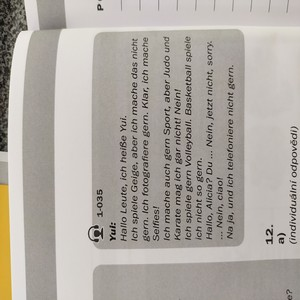 1-035
Yui:
Hallo Leute, ich heiße Yui.
Ich spiele Geige, aber ich mache das nicht
gern. Ich fotografiere gern. Klar, ich mache
Selfies!
Ich mache auch gern Sport, aber Judo und
Karate mag ich gar nicht! Nein!
Ich spiele gern Volleyball. Basketball spiele
ich nicht so gern.
Hallo, Alicia? Du ... Nein, jetzt nicht, sorry.
... Nein, ciao!
Na ja, und ich telefoniere nicht gern.
12.
a)
(individuální odpovědi)